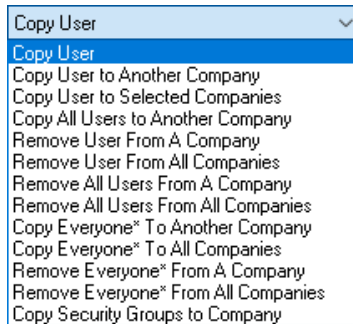 Copy User
Copy User
Copy User to Another Company
Copy User to Selected Companies
Copy All Users to Another Company
Remove User From A Company
Remove User From All Companies
Remove All Users From A Company
Remove All Users From All Companies
Copy Everyone* To Another Company
Copy Everyone* To All Companies
Remove Everyone* From A Company
Remove Everyone* From All Companies
Copy Security Groups to Company